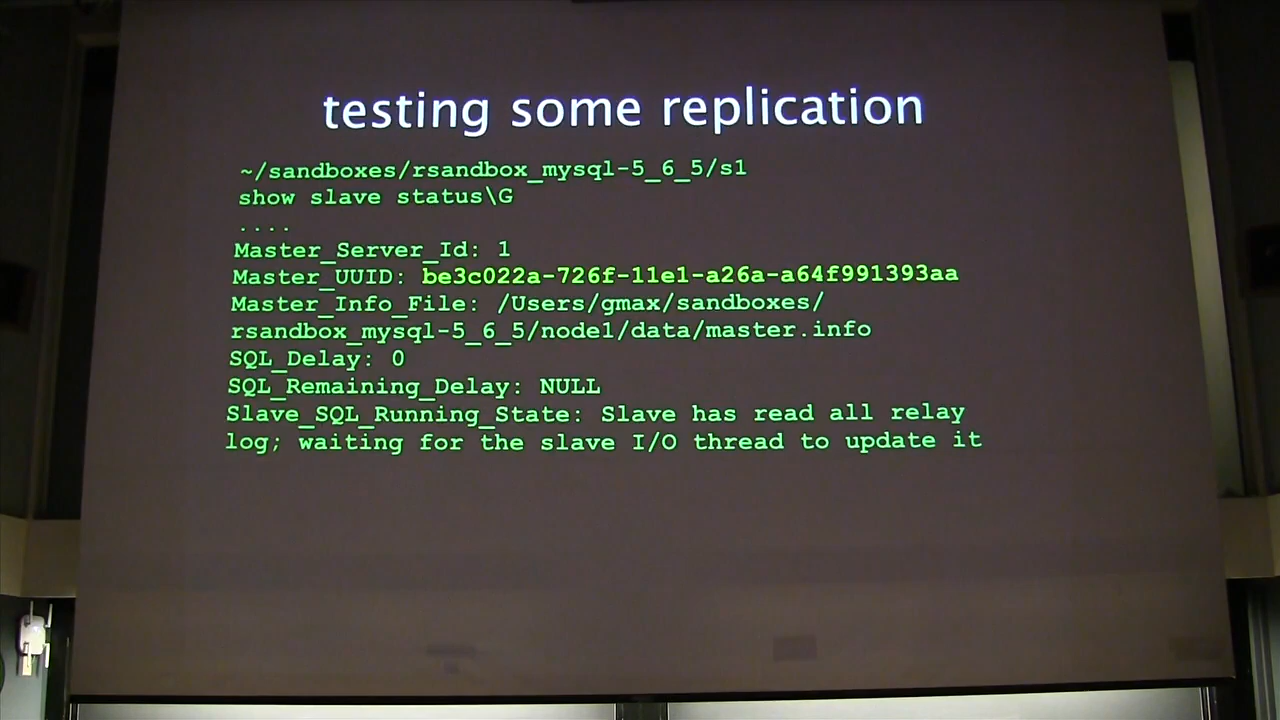 testing some replication
~/sandboxes/rsandbox_mysql-5_6_5/s1
show slave status\G
....
Master_Server_Id: 1
Master_UUID: be3c022a-726f-11e1-a26a-a64f991393aa
Master_Info_File: /Users/gmax/sandboxes/
rsandbox_mysql-5_6_5/node1/data/master.info
SQL_Delay: 0
SQL_Remaining_Delay: NULL
Slave_SQL_Running_State: Slave has read all relay
log; waiting for the slave I/O thread to update it